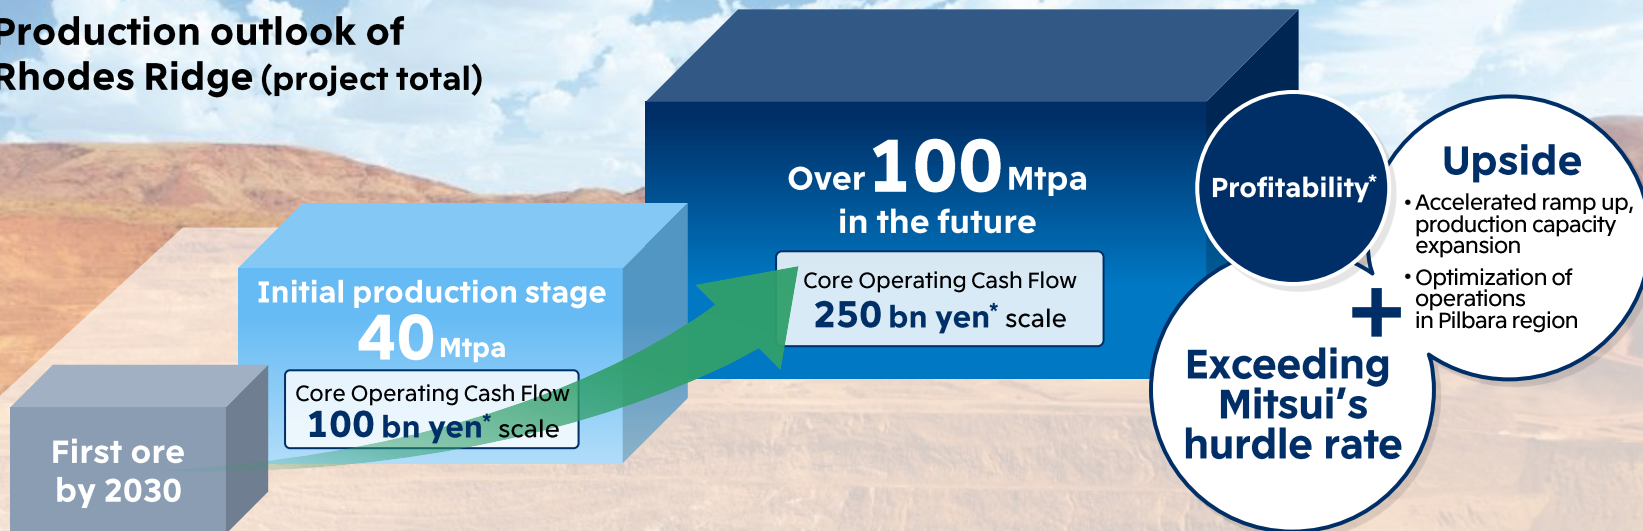 Production outlook of
Rhodes Ridge (project total)
First ore
by 2030
Initial production stage
40 Mtpa
Core Operating Cash Flow
100 bn yen* scale
Over 100 Mtpa
in the future
Core Operating Cash Flow
250 bn yen* scale
Profitability*
Exceeding
Mitsui's
hurdle rate
+
Upside
・Accelerated ramp up,
production capacity
expansion
・Optimization of
operations
in Pilbara region